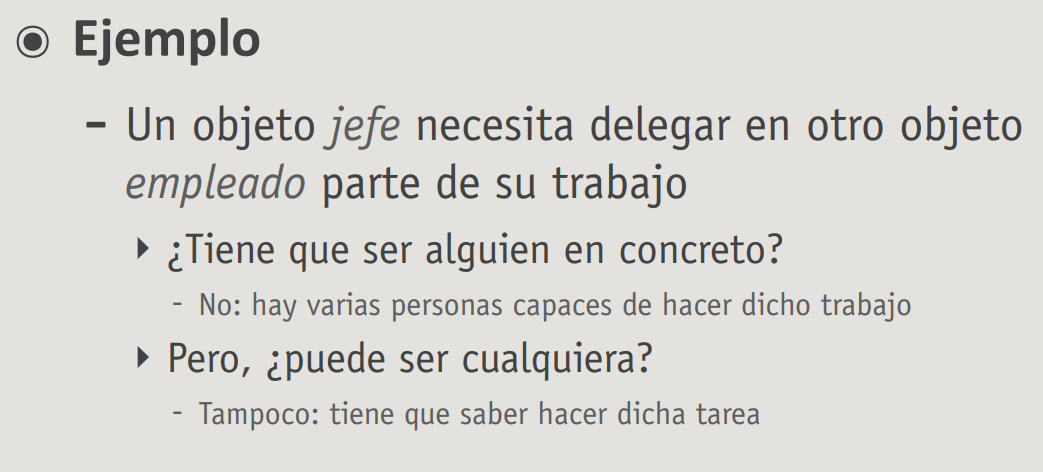 Ejemplo
– Un objeto jefe necesita delegar en otro objeto
empleado parte de su trabajo
¿Tiene que ser alguien en concreto?
- No: hay varias personas capaces de hacer dicho trabajo
Pero, ¿puede ser cualquiera?
- Tampoco: tiene que saber hacer dicha tarea